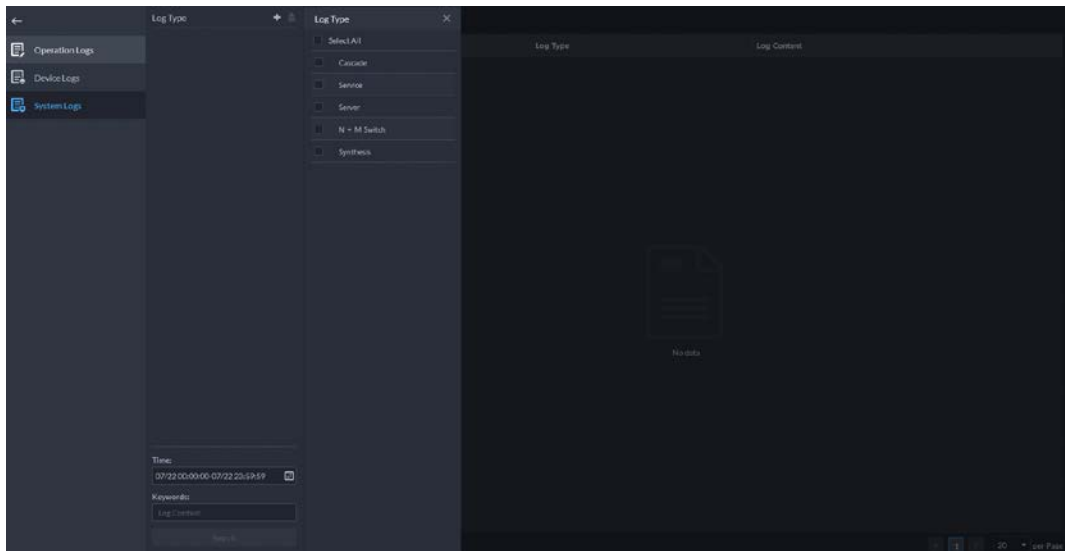 Log Type
Operation Logs
Device Logs
System Logs
Log Type
Select All
Cascade
Service
Server
N + M Switch
Synthesis
Time:
07/22 00:00:00-07/22 23:59:59
Keywords:
Log Content
Search
Log Type
Log Content
No data
1
20
per Page